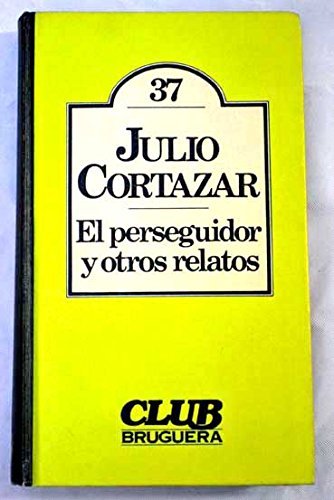 37
JULIO
CORTAZAR
El perseguidor
y otros relatos
CLUB
BRUGUERA